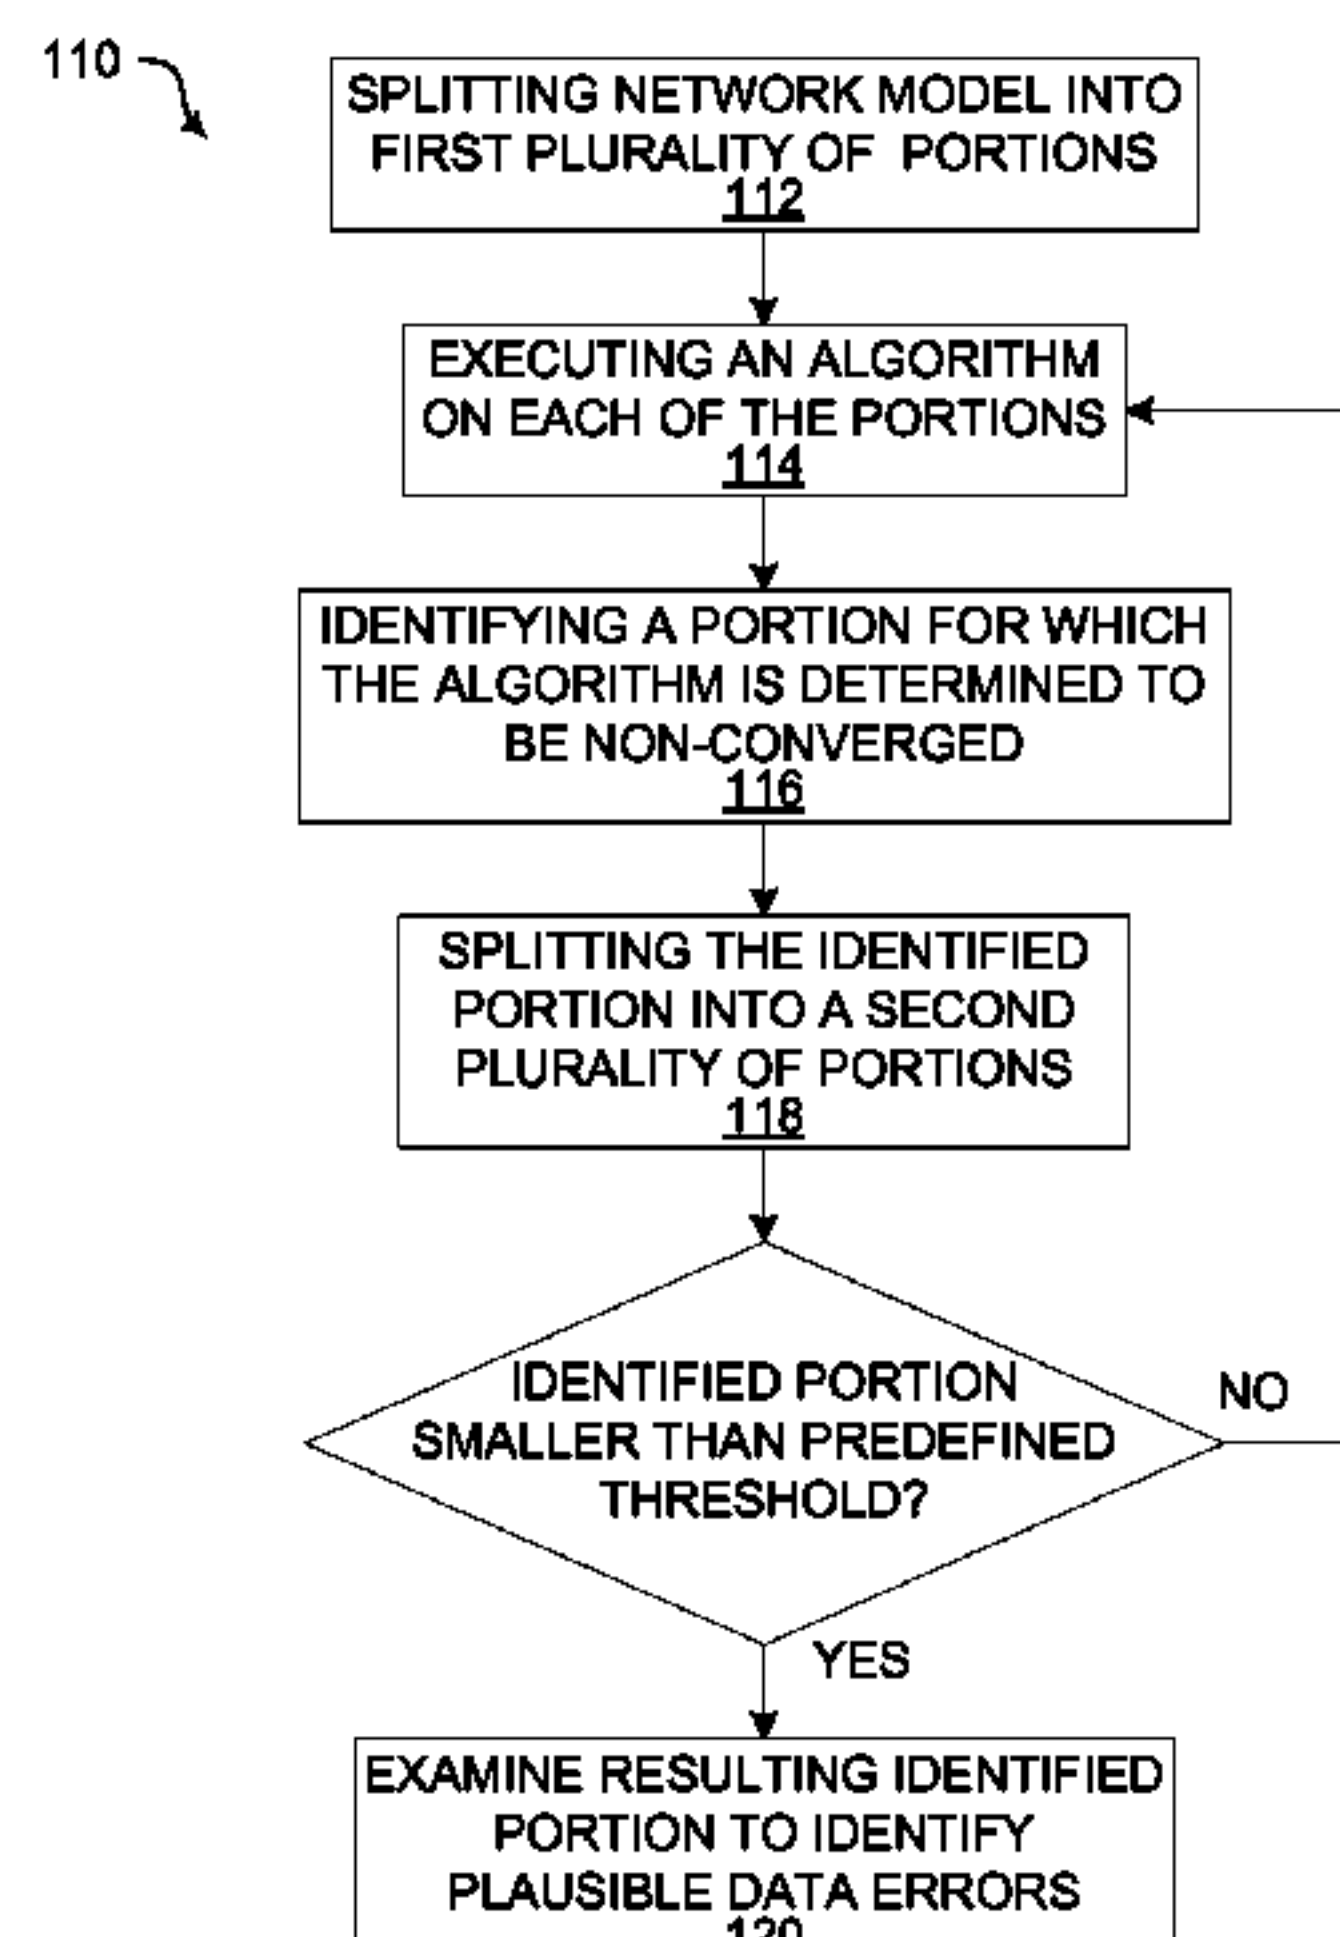 110
SPLITTING NETWORK MODEL INTO
FIRST PLURALITY OF PORTIONS
112
EXECUTING AN ALGORITHM
ON EACH OF THE PORTIONS
114
IDENTIFYING A PORTION FOR WHICH
THE ALGORITHM IS DETERMINED TO
BE NON-CONVERGED
116
SPLITTING THE IDENTIFIED
PORTION INTO A SECOND
PLURALITY OF PORTIONS
118
IDENTIFIED PORTION
SMALLER THAN PREDEFINED
THRESHOLD?
NO
YES
EXAMINE RESULTING IDENTIFIED
PORTION TO IDENTIFY
PLAUSIBLE DATA ERRORS
120